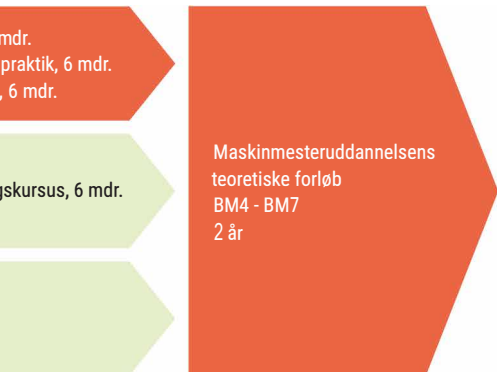 mdr.
praktik, 6 mdr.
, 6 mdr.
gskursus, 6 mdr.
Maskinmesteruddannelsens
teoretiske forløb
BM4 - BM7
2 år